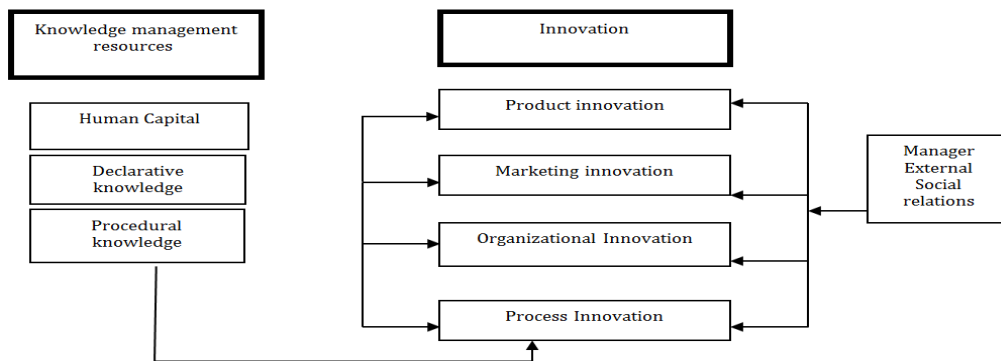 Knowledge management
resources
Innovation
Human Capital
Declarative
knowledge
Procedural
knowledge
Product innovation
Marketing innovation
Organizational Innovation
Process Innovation
Manager
External
Social
relations